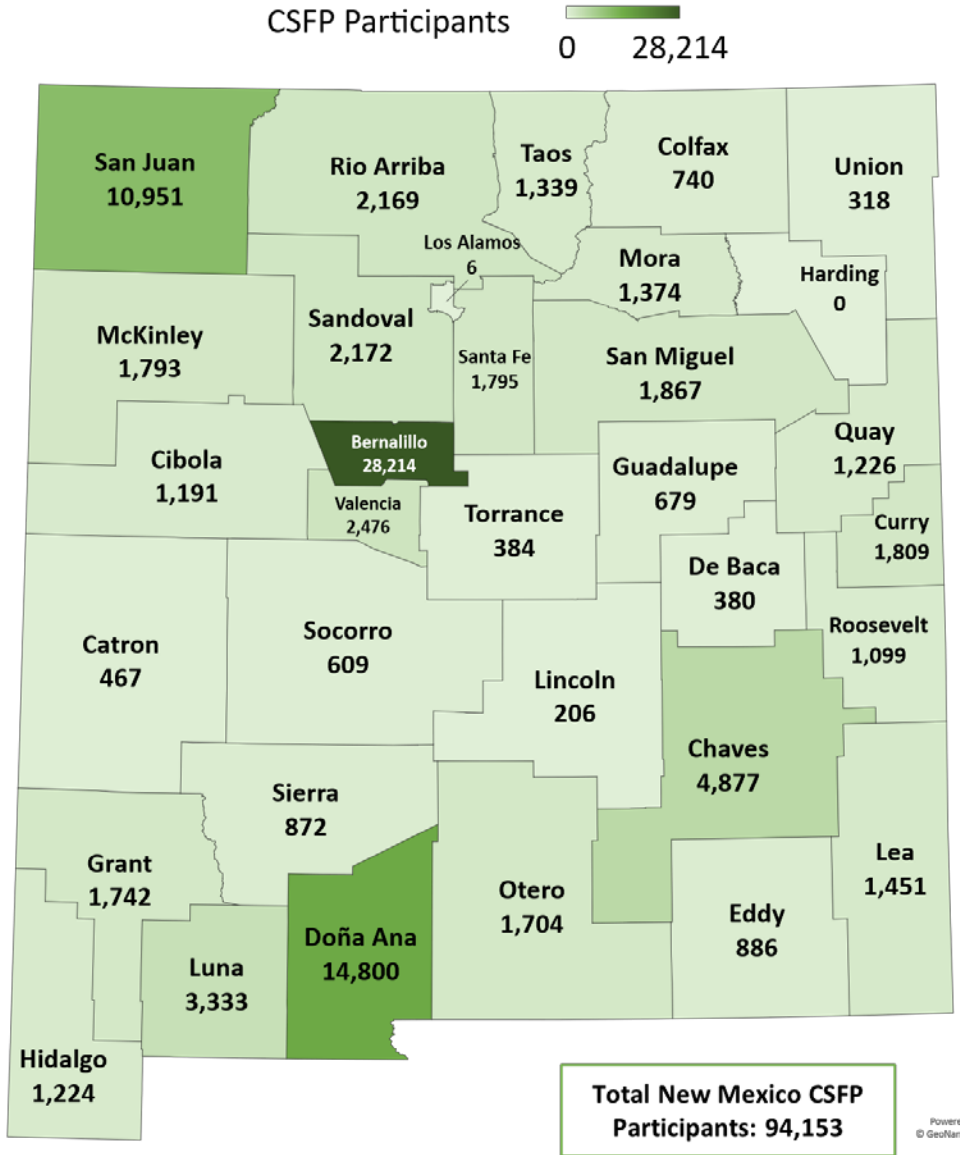 CSFP Participants
0 28,214
San Juan
10,951
Rio Arriba
2,169
Taos
1,339
Colfax
740
Union
318
Los Alamos
6
Mora
1,374
Harding
0
McKinley
1,793
Sandoval
2,172
Santa Fe
1,795
San Miguel
1,867
Bernalillo
28,214
Quay
1,226
Cibola
1,191
Valencia
2,476
Torrance
384
Guadalupe
679
Curry
1,809
De Baca
380
Catron
467
Socorro
609
Lincoln
206
Roosevelt
1,099
Chaves
4,877
Sierra
872
Grant
1,742
Otero
1,704
Lea
1,451
Eddy
886
Doña Ana
14,800
Luna
3,333
Hidalgo
1,224
Total New Mexico CSFP
Participants: 94,153
Powere
© GeoNar